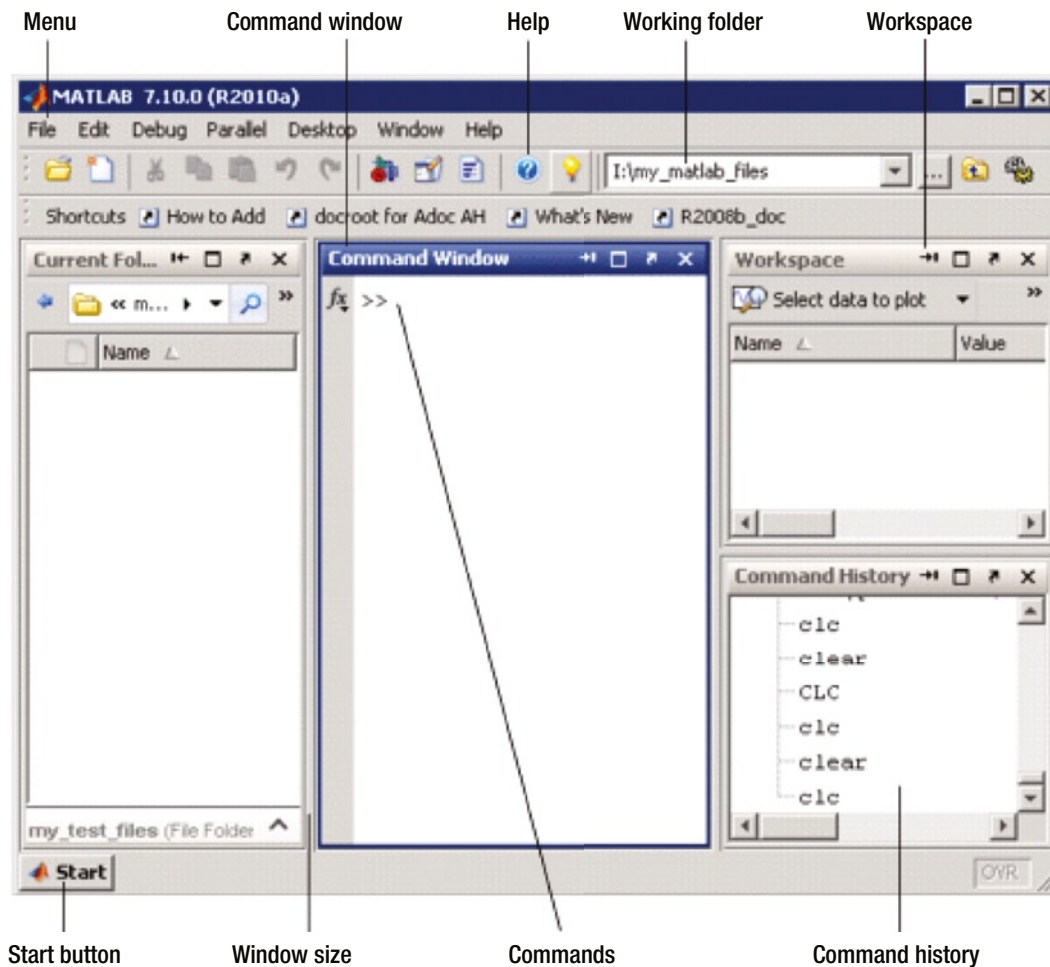 Menu Command window Help Working folder Workspace
MATLAB 7.10.0 (R2010a)
File Edit Debug Parallel Desktop Window Help
I:\my_matlab_files ...
Shortcuts How to Add docroot for Adoc AH What's New R2008b_doc
Current Fol...
« m... »
Name
Command Window
fx >>
Workspace
Select data to plot »
Name Value
Command History
clc
clear
CLC
clc
clear
clc
my_test_files (File Folder
Start
OVR
Start button Window size Commands Command history